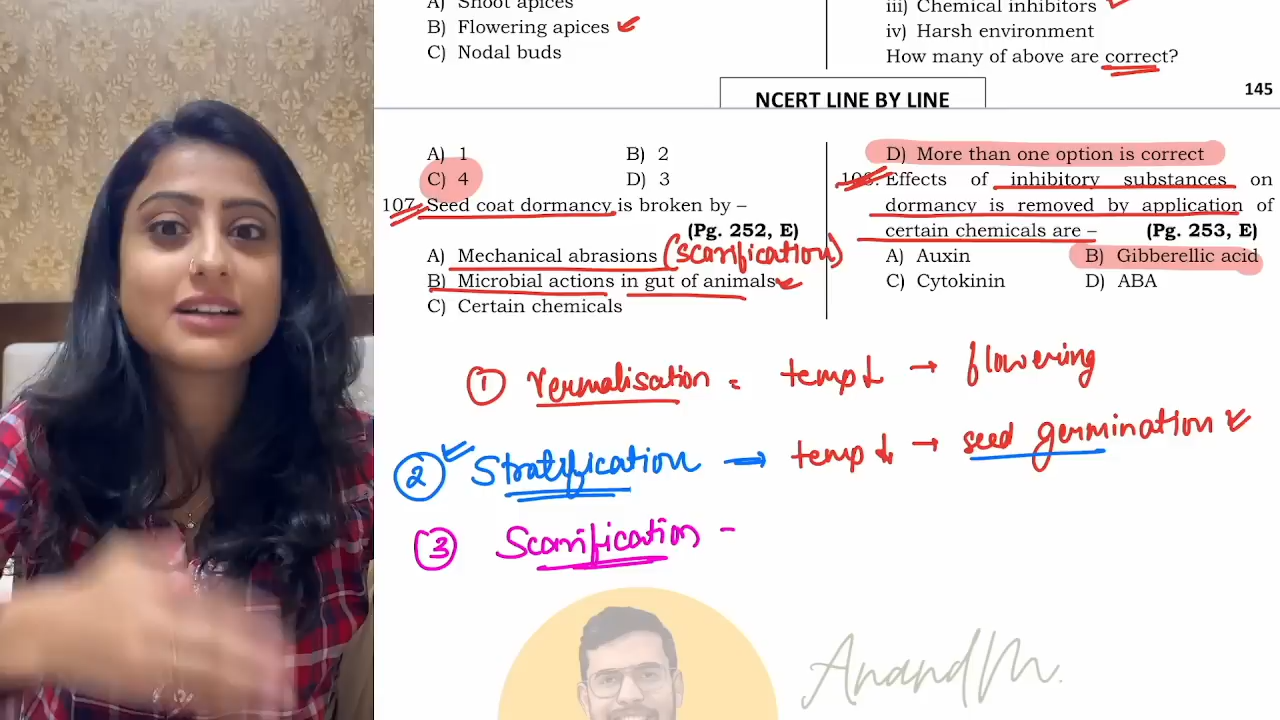 A) Shoot apices
B) Flowering apices
C) Nodal buds
iii) Chemical inhibitors
iv) Harsh environment
How many of above are correct?
NCERT LINE BY LINE
145
A) 1
B) 2
C) 4
D) 3
107. Seed coat dormancy is broken by –
(Pg. 252, E)
A) Mechanical abrasions (scarification)
B) Microbial actions in gut of animals
C) Certain chemicals
D) More than one option is correct
Effects of inhibitory substances on
dormancy is removed by application of
certain chemicals are –
(Pg. 253, E)
A) Auxin
B) Gibberellic acid
C) Cytokinin
D) ABA
① Vernalisation = temp↓ → flowering
② Stratification → temp↓ → seed germination
③ Scarification -
Anand M.